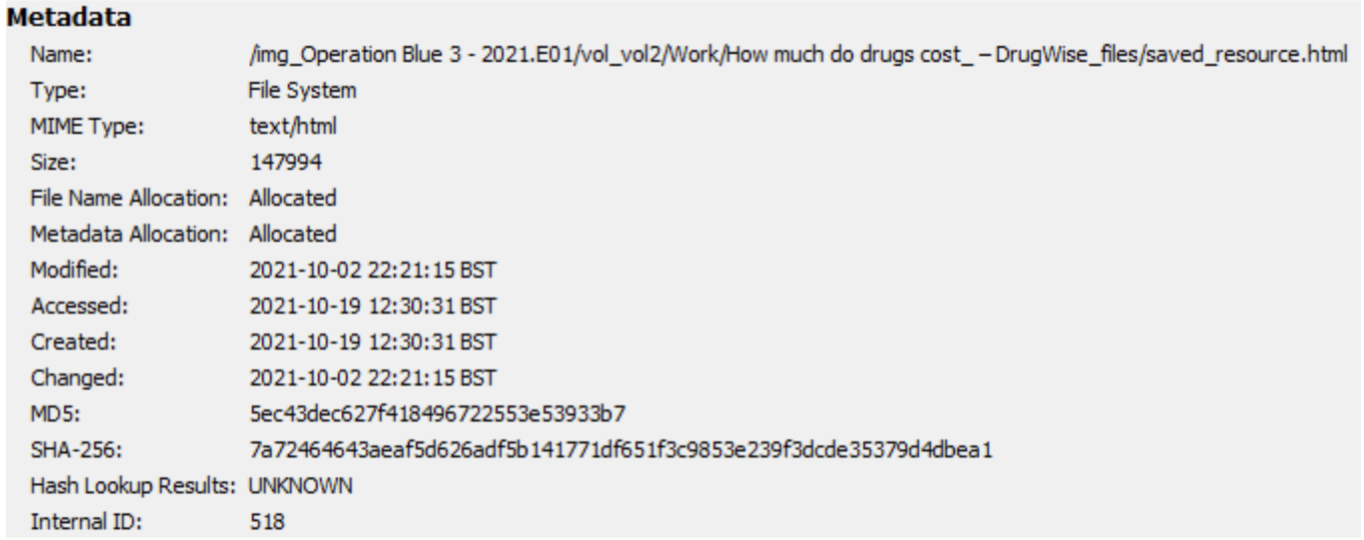 Metadata
Name: /img_Operation Blue 3 - 2021.E01/vol_vol2/Work/How much do drugs cost_ – DrugWise_files/saved_resource.html
Type: File System
MIME Type: text/html
Size: 147994
File Name Allocation: Allocated
Metadata Allocation: Allocated
Modified: 2021-10-02 22:21:15 BST
Accessed: 2021-10-19 12:30:31 BST
Created: 2021-10-19 12:30:31 BST
Changed: 2021-10-02 22:21:15 BST
MD5: 5ec43dec627f418496722553e53933b7
SHA-256: 7a72464643aeaf5d626adf5b141771df651f3c9853e239f3dcde35379d4dbea1
Hash Lookup Results: UNKNOWN
Internal ID: 518